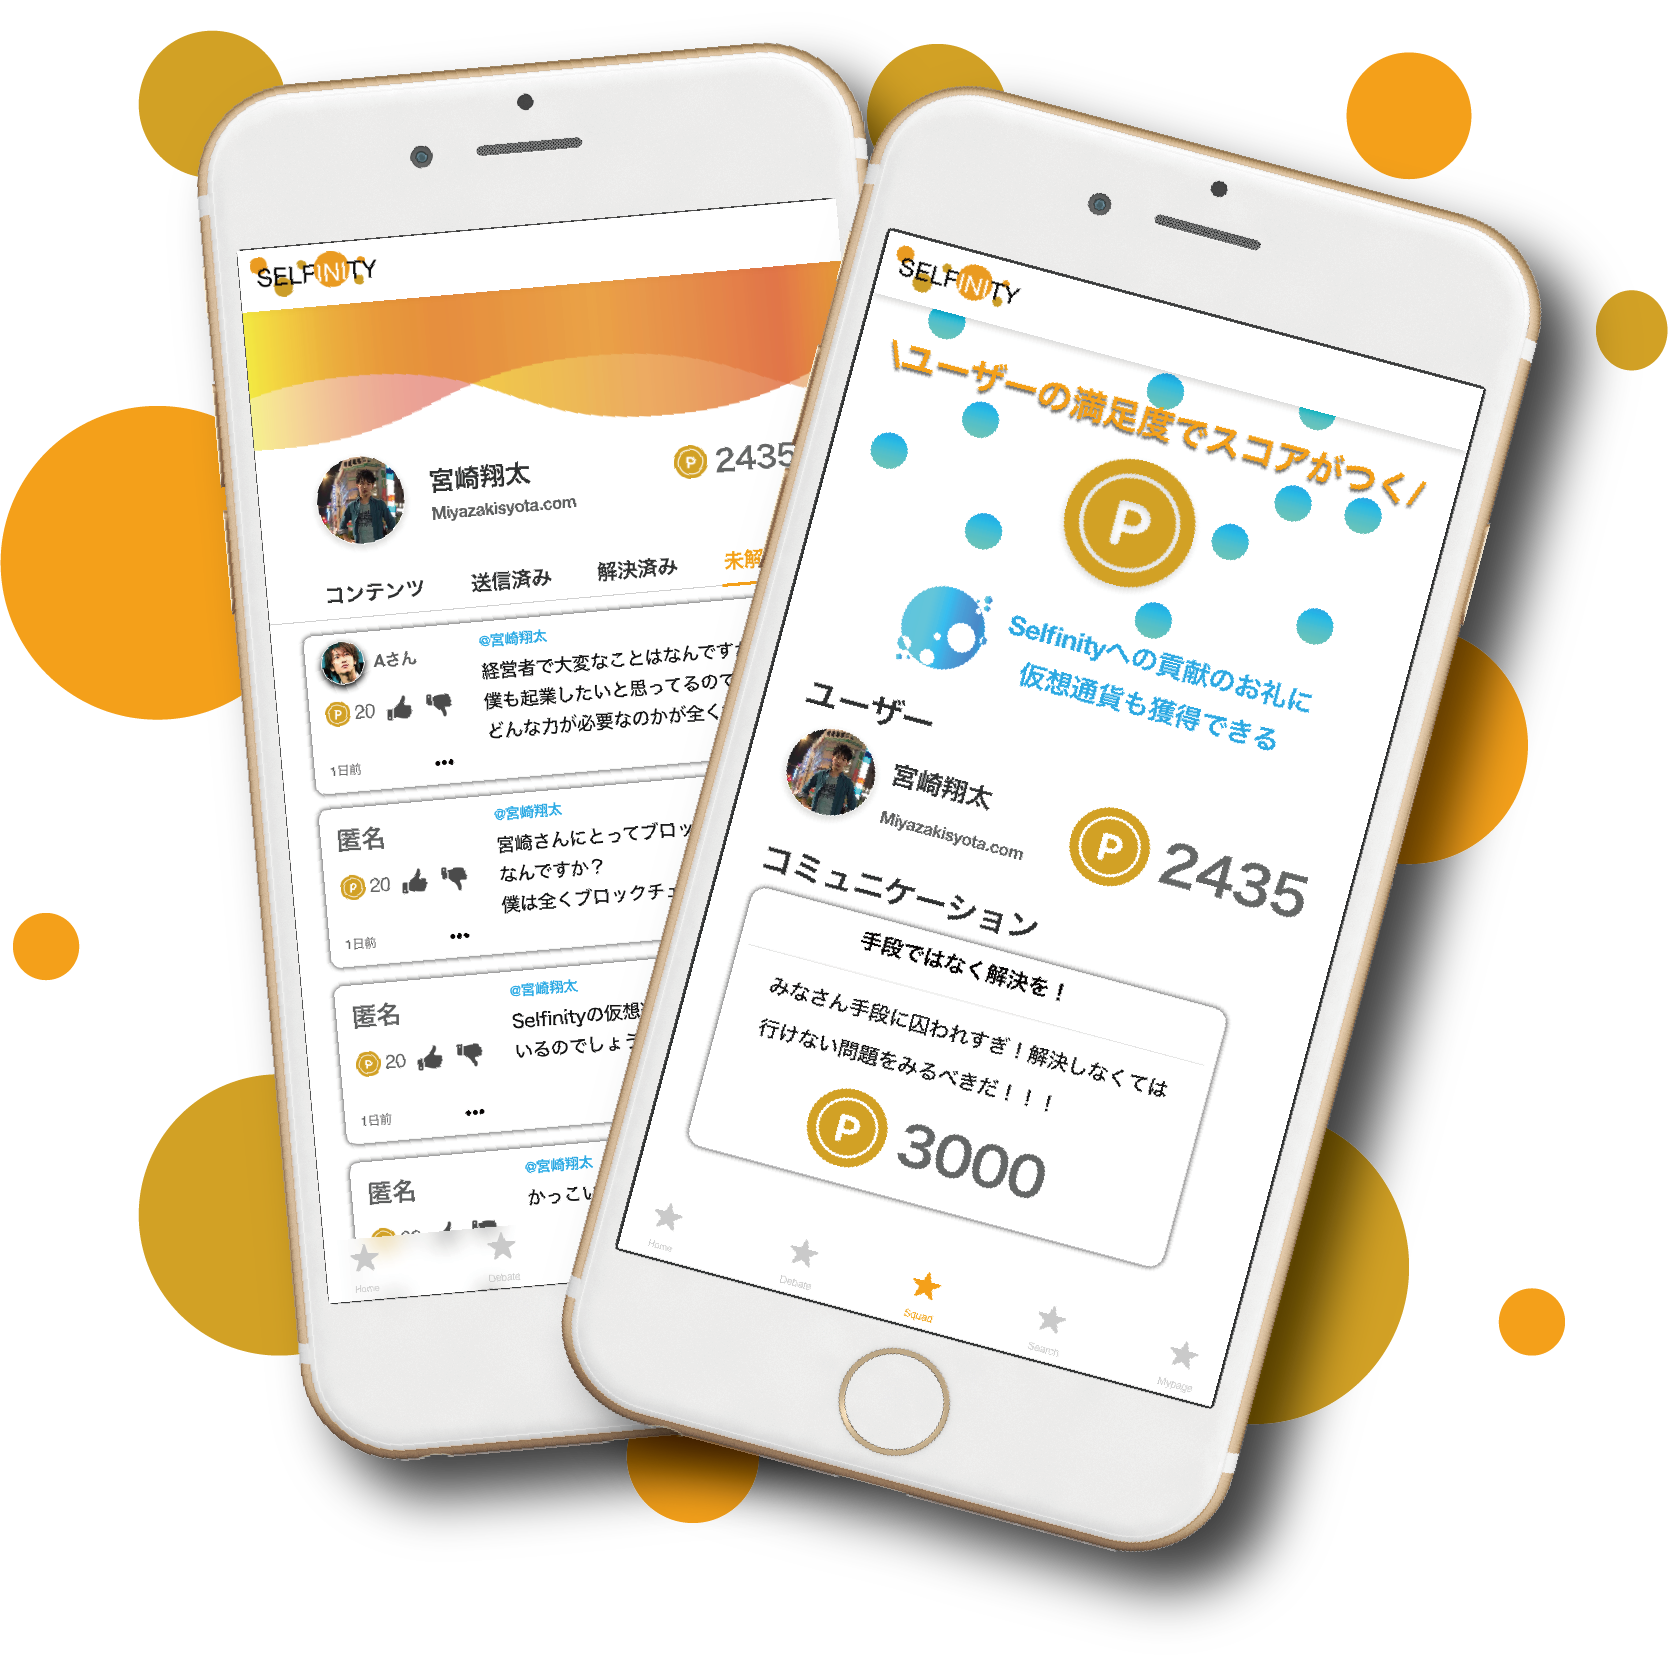 SELFINITY
宮崎翔太
Miyazakisyota.com
P 2435
コンテンツ 送信済み 解決済み 未解
Aさん
P 20
1日前
@宮崎翔太
経営者で大変なことはなんです
僕も起業したいと思ってるので
どんな力が必要なのかが全く
匿名
P 20
1日前
@宮崎翔太
宮崎さんにとってブロッ
なんですか？
僕は全くブロックチェ
匿名
P 20
1日前
@宮崎翔太
Selfinityの仮想
いるのでしょう
匿名
@宮崎翔太
かっこい
Home Debate
SELFINITY
\ユーザーの満足度でスコアがつく/
P
Selfinityへの貢献のお礼に
仮想通貨も獲得できる
ユーザー
宮崎翔太
Miyazakisyota.com
P 2435
コミュニケーション
手段ではなく解決を！
みなさん手段に囚われすぎ！解決しなくては
行けない問題をみるべきだ！！！
P 3000
Home Debate Squad Search Mypage